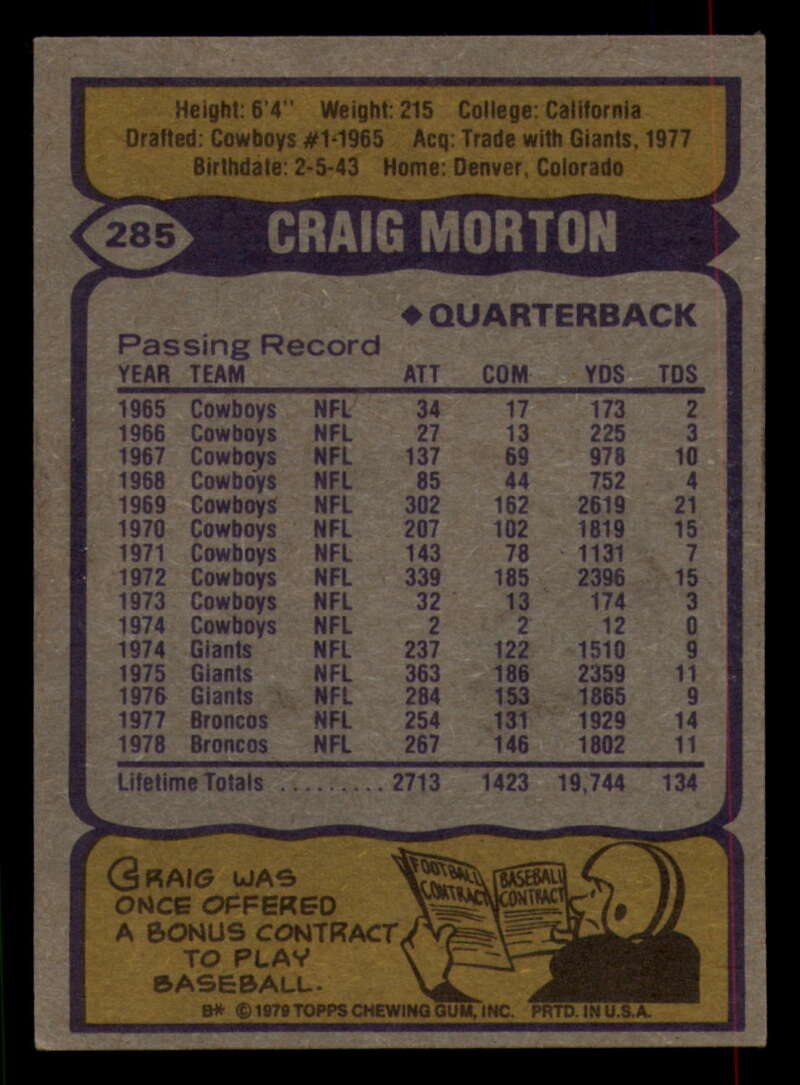 Height: 6'4" Weight: 215 College: California
Drafted: Cowboys #1-1965 Acq: Trade with Giants, 1977
Birthdate: 2-5-43 Home: Denver, Colorado
285 CRAIG MORTON
◆QUARTERBACK
Passing Record
YEAR TEAM ATT COM YDS TDS
1965 Cowboys NFL 34 17 173 2
1966 Cowboys NFL 27 13 225 3
1967 Cowboys NFL 137 69 978 10
1968 Cowboys NFL 85 44 752 4
1969 Cowboys NFL 302 162 2619 21
1970 Cowboys NFL 207 102 1819 15
1971 Cowboys NFL 143 78 1131 7
1972 Cowboys NFL 339 185 2396 15
1973 Cowboys NFL 32 13 174 3
1974 Cowboys NFL 2 2 12 0
1974 Giants NFL 237 122 1510 9
1975 Giants NFL 363 186 2359 11
1976 Giants NFL 284 153 1865 9
1977 Broncos NFL 254 131 1929 14
1978 Broncos NFL 267 146 1802 11
Lifetime Totals ......... 2713 1423 19,744 134
CRAIG WAS
ONCE OFFERED
A BONUS CONTRACT
TO PLAY
BASEBALL.
FOOTBALL
CONTRACT
BASEBALL
CONTRACT
B* ©1979 TOPPS CHEWING GUM, INC. PRTD. IN U.S.A.